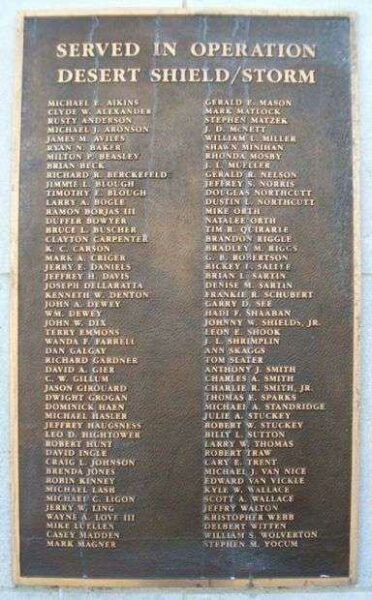 SERVED IN OPERATION
DESERT SHIELD/STORM
MICHAEL E. AIKINS
CLYDE W. ALEXANDER
RUSTY ANDERSON
MICHAEL J. ARONSON
JAMES M. AVILES
RYAN N. BAKER
MILTON P. BEASLEY
BRIAN BECK
RICHARD R. BERCKEFELD
JIMMIE L. BLOUGH
TIMOTHY E. BLOUGH
LARRY A. BOGLE
RAMON BORJAS III
DUFFER BOWYER
BRUCE L. BUSCHER
CLAYTON CARPENTER
K. C. CARSON
MARK A. CRIGER
JERRY E. DANIELS
JEFFREY H. DAVIS
JOSEPH DELLARATTA
KENNETH W. DENTON
JOHN A. DEWEY
WM. DEWEY
JOHN W. DIX
TERRY EMMONS
WANDA F. FARRELL
DAN GALGAY
RICHARD GARDNER
DAVID A. GIER
C. W. GILLUM
JASON GIROUARD
DWIGHT GROGAN
DOMINICK HAEN
MICHAEL HASLER
JEFFREY HAUGSNESS
LEO D. HIGHTOWER
ROBERT HUNT
DAVID INGLE
CRAIG L. JOHNSON
BRENDA JONES
ROBIN KINNEY
MICHAEL LASH
MICHAEL G. LIGON
JERRY W. LING
WAYNE A. LOVE III
MIKE LUELLEN
CASEY MADDEN
MARK MAGNER
GERALD E. MASON
MARK MATLOCK
STEPHEN MATZEK
J. D. McNETT
WILLIAM L. MILLER
SHAWN MINIHAN
RHONDA MOSBY
J. L. MUELLER
GERALD R. NELSON
JEFFREY S. NORRIS
DOUGLAS NORTHCUTT
DUSTIN L. NORTHCUTT
MIKE ORTH
NATALEE ORTH
TIM R. QUIRARLE
BRANDON RIGGLE
BRADLEY M. RIGGS
G. B. ROBERTSON
RICKEY L. SALLYE
BRIAN L. SARTIN
DENISE M. SARTIN
FRANKIE R. SCHUBERT
GARRY D. SEE
HADI F. SHAABAN
JOHNNY W. SHIELDS, JR.
LEON E. SHOOK
J. L. SHRIMPLIN
ANN SKAGGS
TOM SLATER
ANTHONY J. SMITH
CHARLES A. SMITH
CHARLIE R. SMITH, JR.
THOMAS E. SPARKS
MICHAEL A. STANDRIDGE
JULIE A. STUCKEY
ROBERT W. STUCKEY
BILLY L. SUTTON
LARRY W. THOMAS
ROBERT TRAW
CARY E. TRENT
MICHAEL J. VAN NICE
EDWARD VAN VICKLE
KYLE W. WALLACE
SCOTT A. WALLACE
JEFFRY WALTON
KRISTOPHER WEBB
DELBERT WITTEN
WILLIAM S. WOLVERTON
STEPHEN M. YOCUM